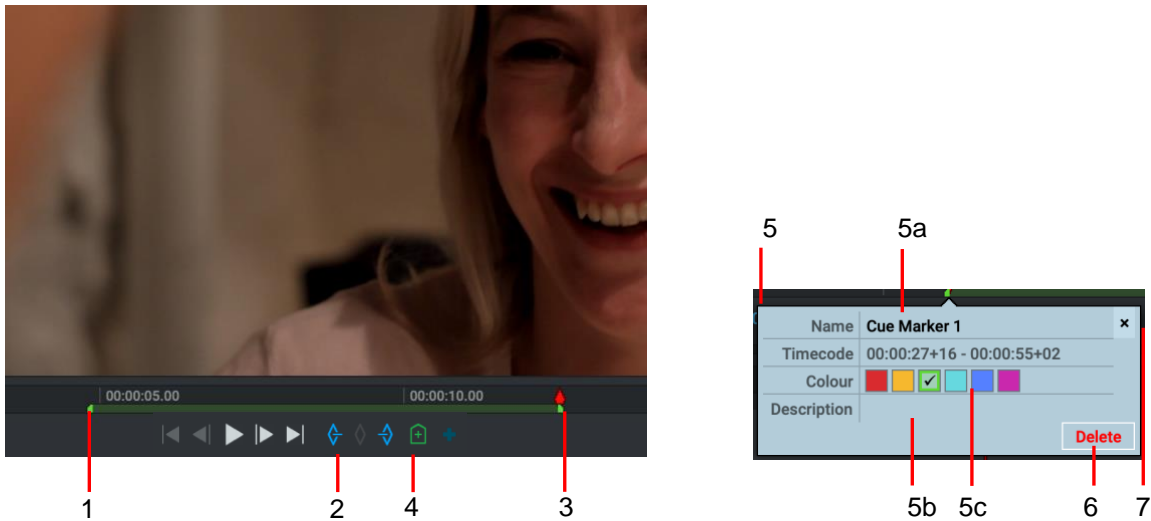 00:00:05.00
00:00:10.00
1
2
4
3
5
5a
Name Cue Marker 1 ×
Timecode 00:00:27+16 - 00:00:55+02
Colour
Description
Delete
5b
5c
6
7